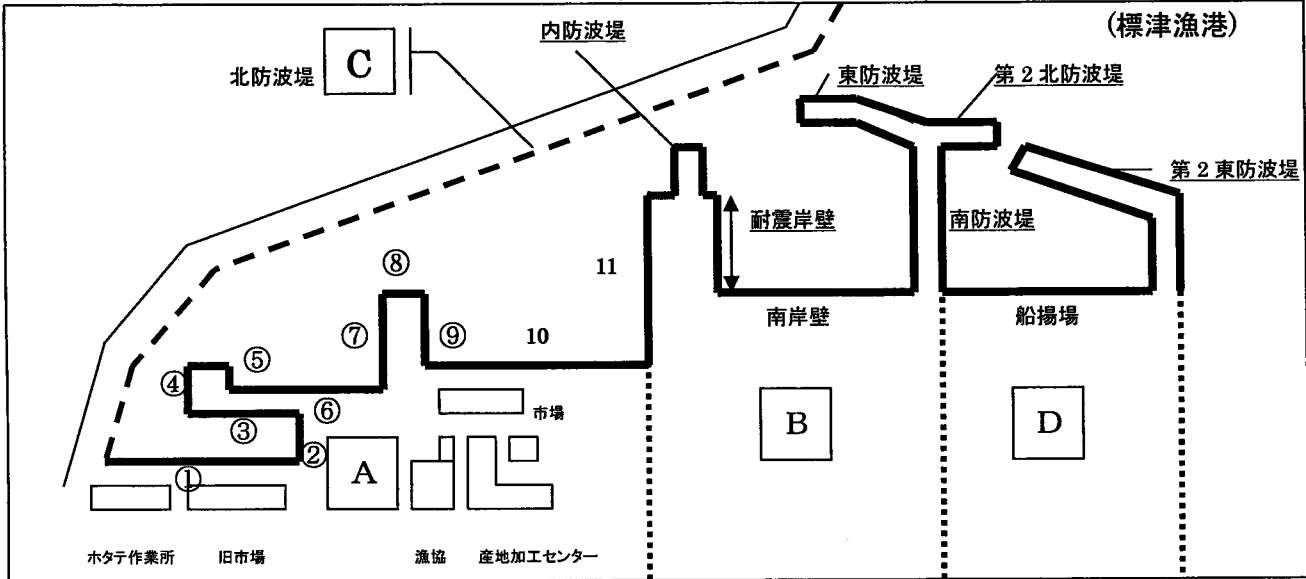 (標津漁港)
内防波堤
C
北防波堤
東防波堤
第2北防波堤
第2東防波堤
耐震岸壁
南防波堤
⑧
11
⑦
⑨
10
南岸壁
船揚場
⑤
④
⑥
③
市場
②
A
B
D
①
ホタテ作業所
旧市場
漁協
産地加工センター